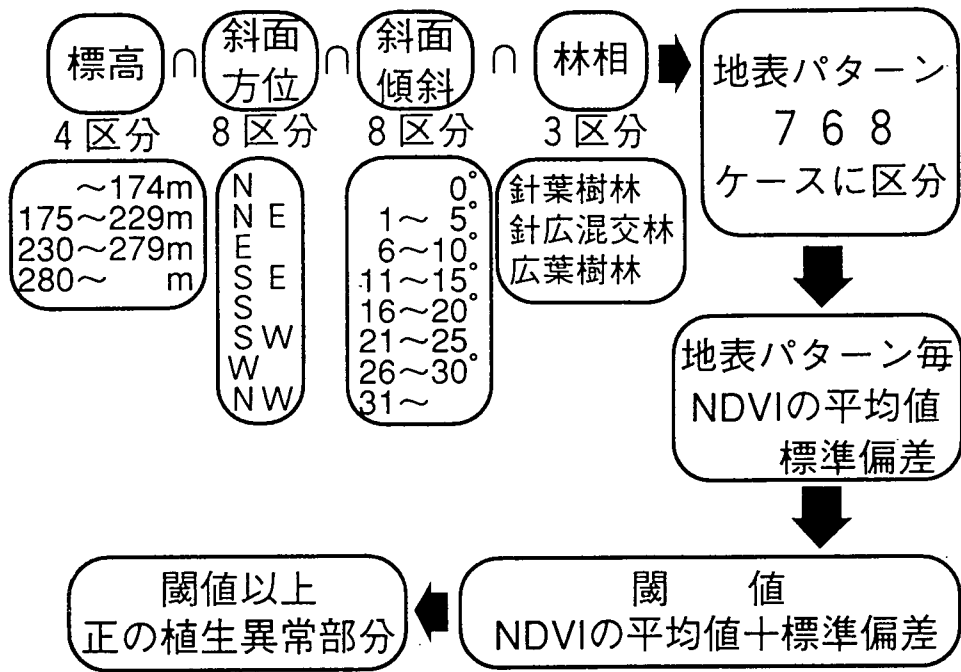 標高∩斜面方位∩斜面傾斜∩林相
4区分
8区分
8区分
3区分
～174m
175～229m
230～279m
280～ m
N
N E
E
S E
S
S W
W
N W
0°
1～ 5°
6～10°
11～15°
16～20°
21～25
26～30°
31～
針葉樹林
針広混交林
広葉樹林
地表パターン
7 6 8
ケースに区分
地表パターン毎
NDVIの平均値
標準偏差
閾 値
NDVIの平均値＋標準偏差
閾値以上
正の植生異常部分